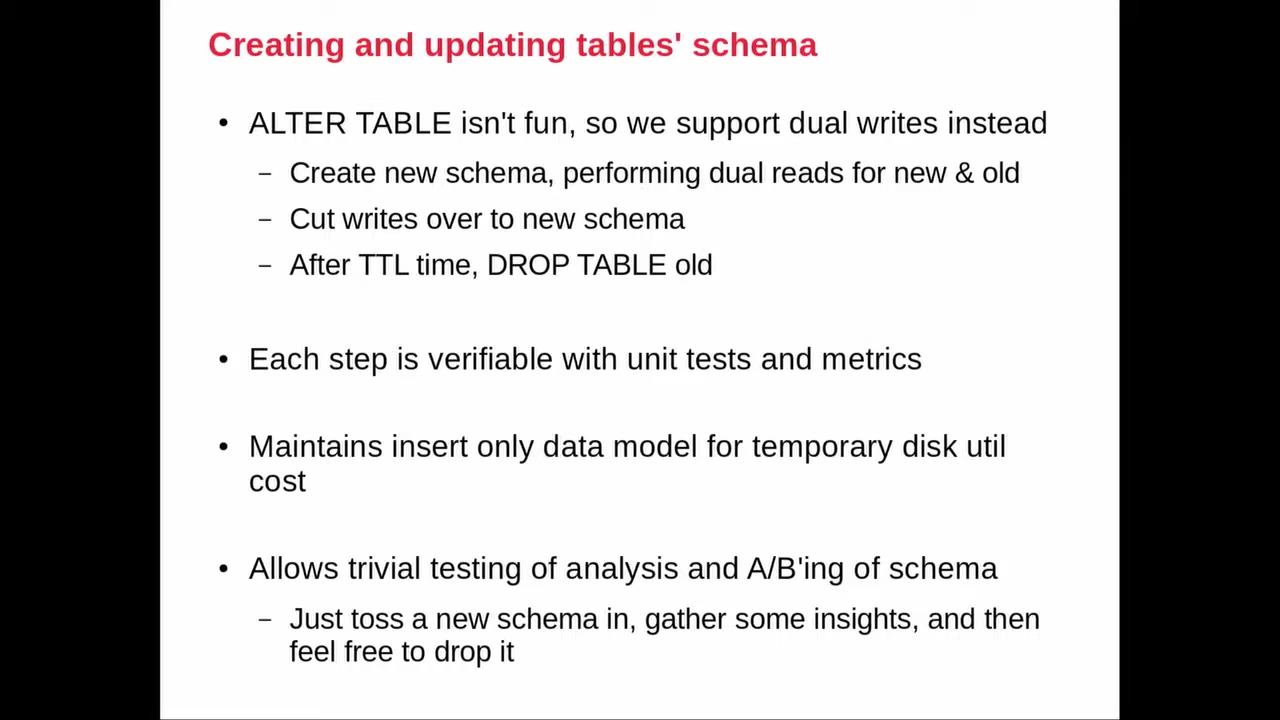 Creating and updating tables' schema
• ALTER TABLE isn't fun, so we support dual writes instead
– Create new schema, performing dual reads for new & old
– Cut writes over to new schema
– After TTL time, DROP TABLE old
• Each step is verifiable with unit tests and metrics
• Maintains insert only data model for temporary disk util
cost
• Allows trivial testing of analysis and A/B'ing of schema
– Just toss a new schema in, gather some insights, and then
feel free to drop it